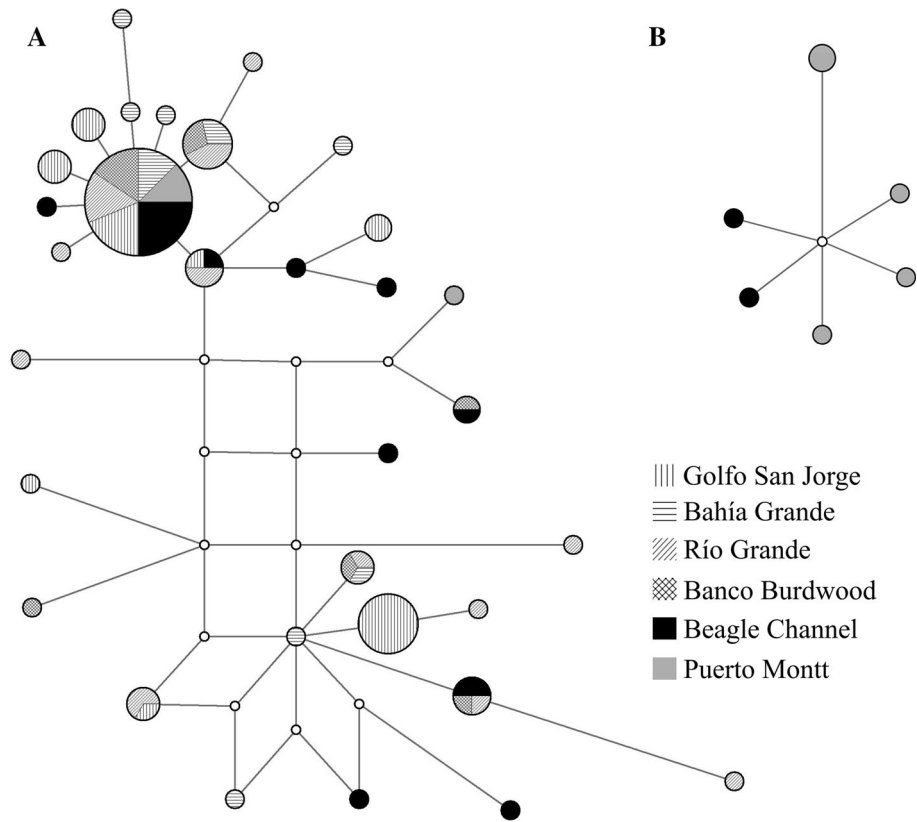 A
B
Golfo San Jorge
Bahía Grande
Río Grande
Banco Burdwood
Beagle Channel
Puerto Montt